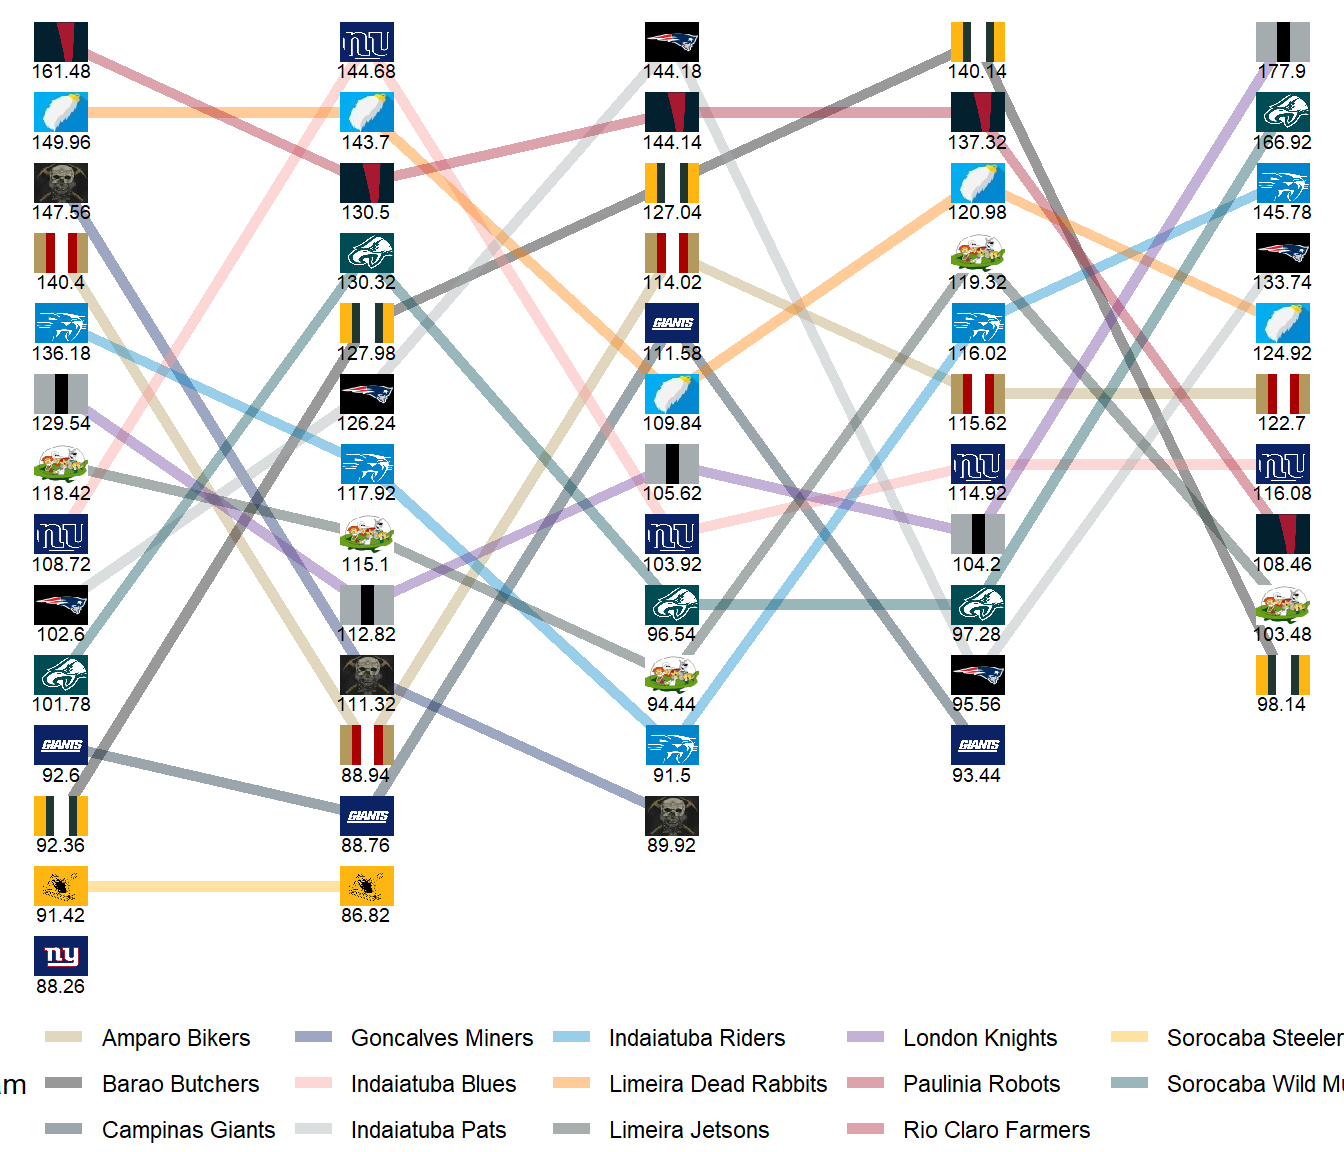 161.48 144.68 144.18 140.14 177.9
149.96 143.7 144.14 137.32 166.92
147.56 130.5 127.04 120.98 145.78
140.4 130.32 114.02 119.32 133.74
GIANTS
136.18 127.98 111.58 116.02 124.92
129.54 126.24 109.84 115.62 122.7
nu nu
118.42 117.92 105.62 114.92 116.08
nu nu
108.72 115.1 103.92 104.2 108.46
102.6 112.82 96.54 97.28 103.48
101.78 111.32 94.44 95.56 98.14
GIANTS GIANTS
92.6 88.94 91.5 93.44
GIANTS
92.36 88.76 89.92
91.42 86.82
ny
88.26
Amparo Bikers Goncalves Miners Indaiatuba Riders London Knights Sorocaba Steeler
am Barao Butchers Indaiatuba Blues Limeira Dead Rabbits Paulinia Robots Sorocaba Wild Mu
Campinas Giants Indaiatuba Pats Limeira Jetsons Rio Claro Farmers